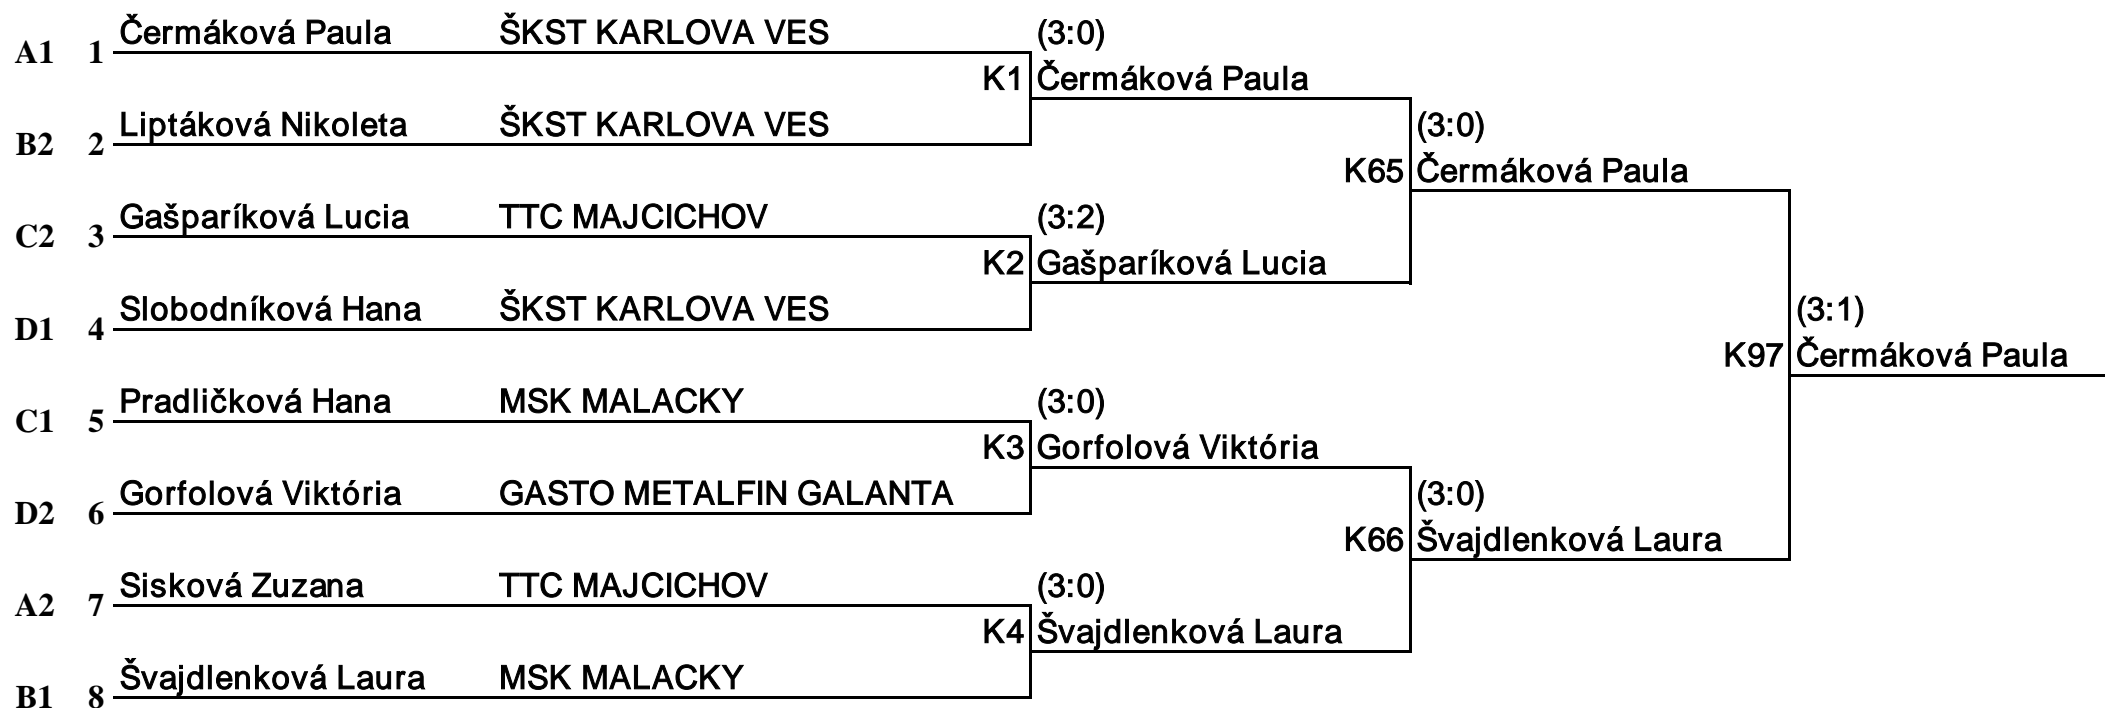 Čermáková Paula ŠKST KARLOVA VES (3:0)
A1 1
K1 Čermáková Paula
Liptáková Nikoleta ŠKST KARLOVA VES (3:0)
B2 2
K65 Čermáková Paula
Gašparíková Lucia TTC MAJCICHOV (3:2)
C2 3
K2 Gašparíková Lucia
Slobodníková Hana ŠKST KARLOVA VES (3:1)
D1 4
K97 Čermáková Paula
Pradličková Hana MSK MALACKY (3:0)
C1 5
K3 Gorfolová Viktória
Gorfolová Viktória GASTO METALFIN GALANTA (3:0)
D2 6
K66 Švajdlenková Laura
Sisková Zuzana TTC MAJCICHOV (3:0)
A2 7
K4 Švajdlenková Laura
Švajdlenková Laura MSK MALACKY
B1 8